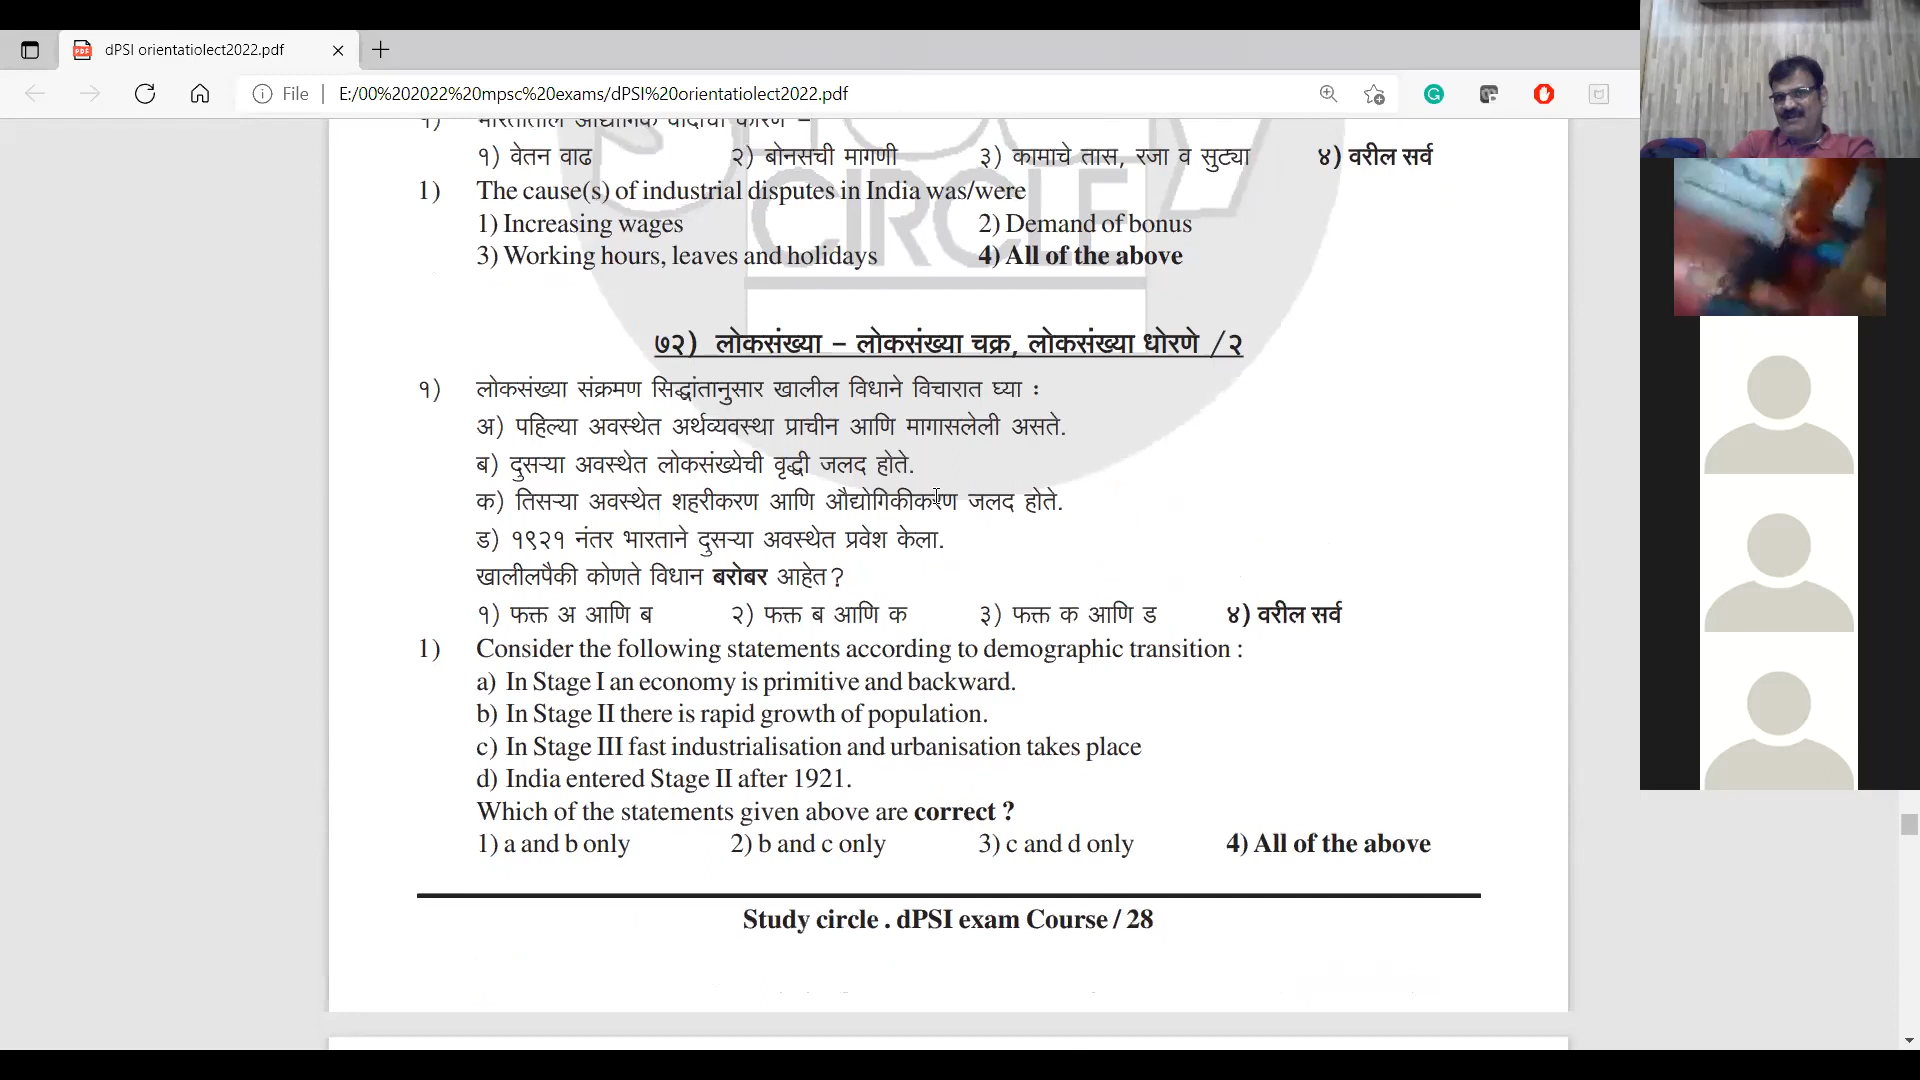 dPSI orientatiolect2022.pdf
File E:/00%202022%20mpsc%20exams/dPSI%20orientatiolect2022.pdf
१) भारतातील औद्योगिक वादाची कारणे –
१) वेतन वाढ २) बोनसची मागणी ३) कामाचे तास, रजा व सुट्या ४) वरील सर्व
1) The cause(s) of industrial disputes in India was/were
1) Increasing wages 2) Demand of bonus
3) Working hours, leaves and holidays 4) All of the above
CIRCLE
७२) लोकसंख्या – लोकसंख्या चक्र, लोकसंख्या धोरणे /२
१) लोकसंख्या संक्रमण सिद्धांतानुसार खालील विधाने विचारात घ्या :
अ) पहिल्या अवस्थेत अर्थव्यवस्था प्राचीन आणि मागासलेली असते.
ब) दुसऱ्या अवस्थेत लोकसंख्येची वृद्धी जलद होते.
क) तिसऱ्या अवस्थेत शहरीकरण आणि औद्योगिकीकरण जलद होते.
ड) १९२१ नंतर भारताने दुसऱ्या अवस्थेत प्रवेश केला.
खालीलपैकी कोणते विधान बरोबर आहेत?
१) फक्त अ आणि ब २) फक्त ब आणि क ३) फक्त क आणि ड ४) वरील सर्व
1) Consider the following statements according to demographic transition :
a) In Stage I an economy is primitive and backward.
b) In Stage II there is rapid growth of population.
c) In Stage III fast industrialisation and urbanisation takes place
d) India entered Stage II after 1921.
Which of the statements given above are correct ?
1) a and b only 2) b and c only 3) c and d only 4) All of the above
Study circle . dPSI exam Course / 28